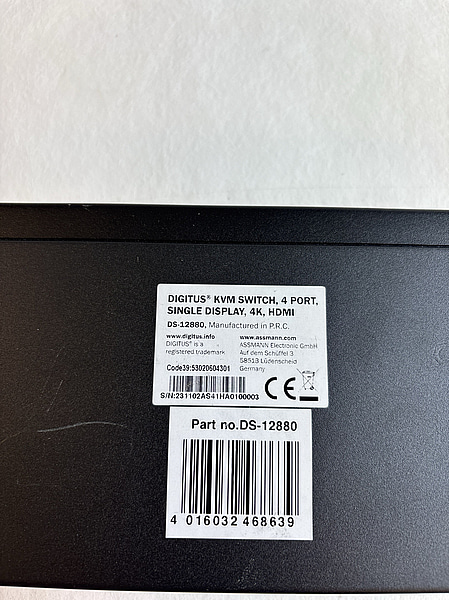 DIGITUS® KVM SWITCH, 4 PORT,
SINGLE DISPLAY, 4K, HDMI
DS-12880, Manufactured in P.R.C.
www.digitus.info www.assmann.com
DIGITUS® is a ASSMANN Electronic GmbH
registered trademark Auf dem Schüffel 3
58513 Lüdenscheid
Code39:53020604301 Germany
CE
S/N:231102AS41HA0100003
Part no.DS-12880
4 016032 468639